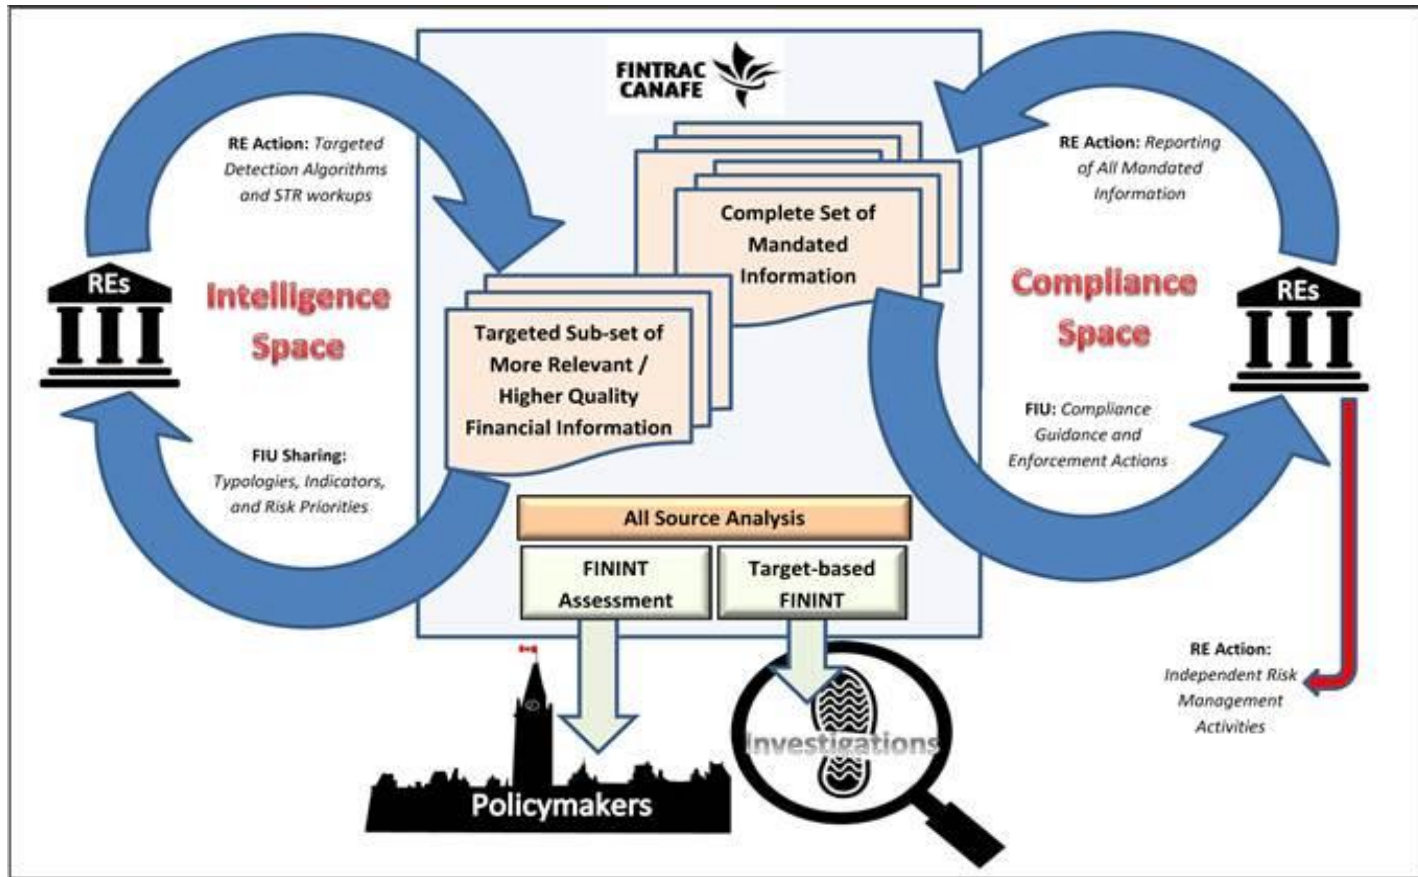 FINTRAC
CANAFE
RE Action: Targeted
Detection Algorithms
and STR workups
REs
Intelligence
Space
FIU Sharing:
Typologies, Indicators,
and Risk Priorities
Complete Set of
Mandated
Information
Targeted Sub-set of
More Relevant /
Higher Quality
Financial Information
RE Action: Reporting
of All Mandated
Information
Compliance
Space
REs
FIU: Compliance
Guidance and
Enforcement Actions
All Source Analysis
FININT
Assessment
Target-based
FININT
Policymakers
Investigations
RE Action:
Independent Risk
Management
Activities